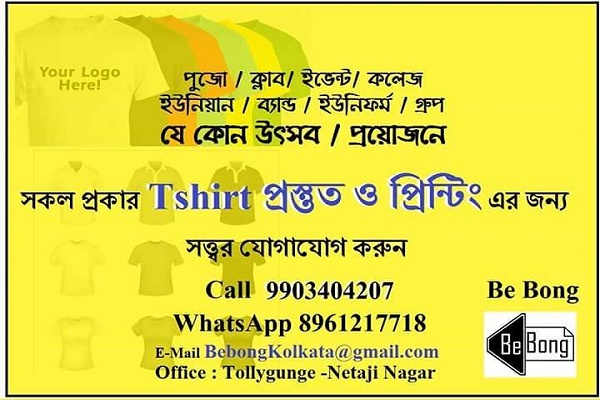 Your Logo
Here!
পুজো / ক্লাব/ ইভেন্ট/ কলেজ
ইউনিয়ান / ব্যান্ড / ইউনিফর্ম / গ্রুপ
যে কোন উৎসব / প্রয়োজনে
সকল প্রকার Tshirt প্রস্তুত ও প্রিন্টিং এর জন্য
সত্ত্বর যোগাযোগ করুন
Call 9903404207
WhatsApp 8961217718
E-Mail BebongKolkata@gmail.com
Office : Tollygunge -Netaji Nagar
Be Bong
Be Bong